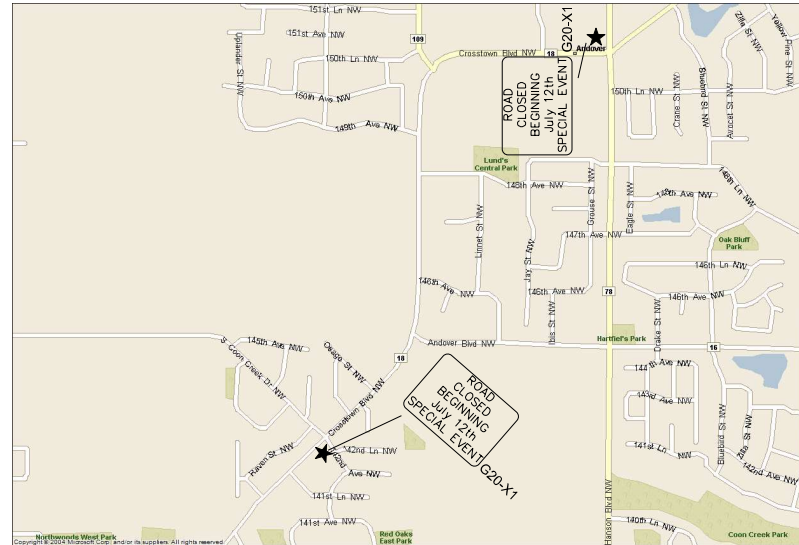 151st Ln NW
151st Ave NW
Uplander St NW
150th Ln NW
150th Ave NW
149th Ave NW
109
Crosstown Blvd NW
18
G20-X1
Andover
ROAD
CLOSED
BEGINNING
July 12th
SPECIAL EVENT
Zilla St NW
Yellow Pine St NW
Bluebird St NW
150th Ln NW
Crane St NW
Avocet St NW
Lund's
Central Park
148th Ave NW
Linnet St NW
Jay St NW
Grouse St NW
Eagle St NW
148th Ln NW
147th Ave NW
Oak Bluff
Park
146th Ln NW
146th Ave NW
146th Ave NW
146th Ave NW
78
Ibis St NW
Drake St NW
Hartfiel's Park
Andover Blvd NW
16
18
S Coon Creek Dr NW
145th Ave NW
Osage St NW
Crosstown Blvd NW
ROAD
CLOSED
BEGINNING
July 12th
SPECIAL EVENT
G20-X1
144th Ave NW
143rd Ave NW
141st Ln NW
Bluebird St NW
Zilla St NW
142nd Ave NW
Raven St NW
142nd Ln NW
142nd Ave NW
141st Ln NW
141st Ave NW
Hanson Blvd NW
140th Ln NW
Coon Creek Park
Red Oaks
East Park
Northwoods West Park
Copyright © 2004 Microsoft Corp. and/or its suppliers. All rights reserved.